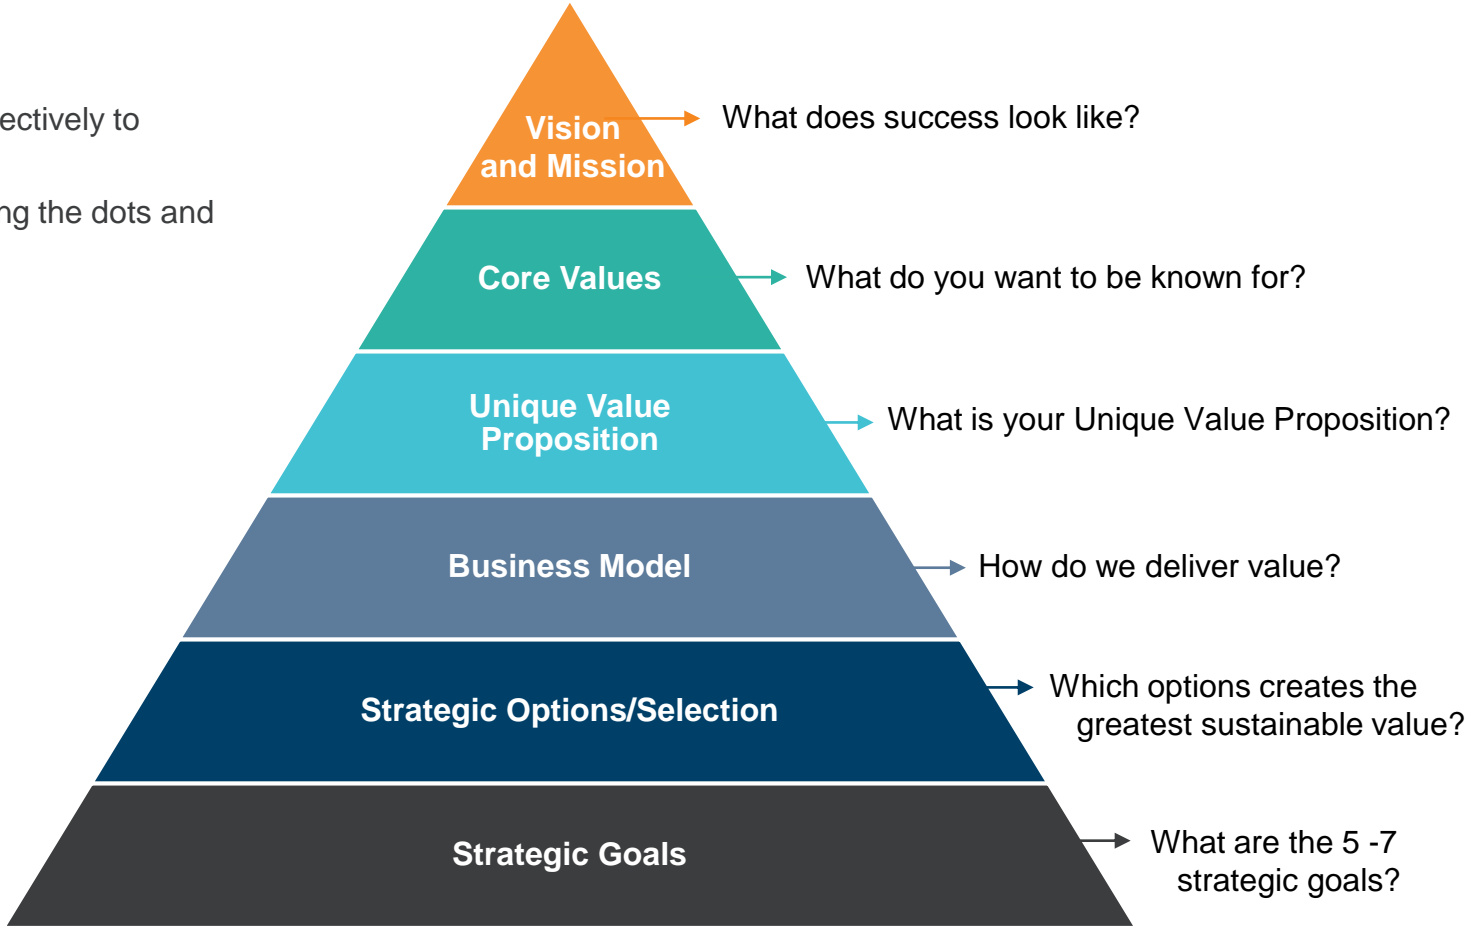 ectively to
ng the dots and
Vision
and Mission
What does success look like?
Core Values
What do you want to be known for?
Unique Value
Proposition
What is your Unique Value Proposition?
Business Model
How do we deliver value?
Strategic Options/Selection
Which options creates the
greatest sustainable value?
Strategic Goals
What are the 5 -7
strategic goals?